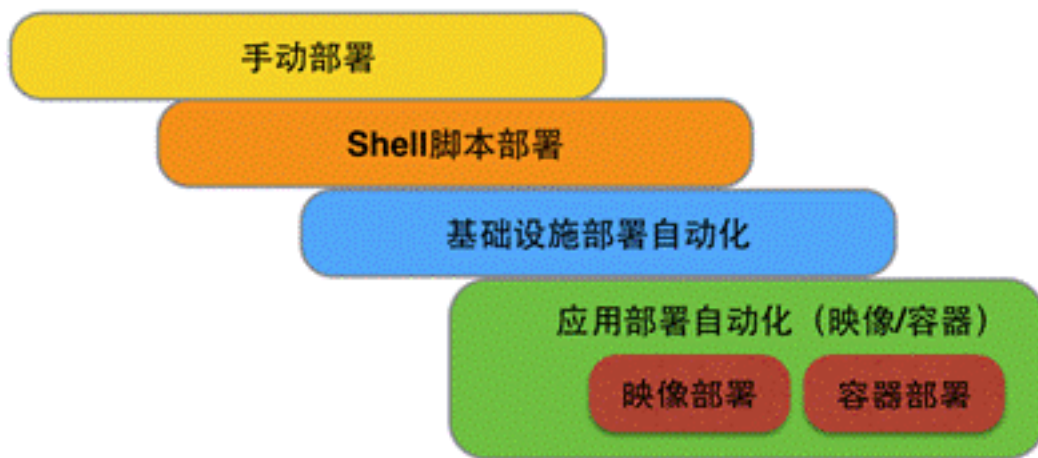 手动部署
Shell脚本部署
基础设施部署自动化
应用部署自动化（映像/容器）
映像部署
容器部署